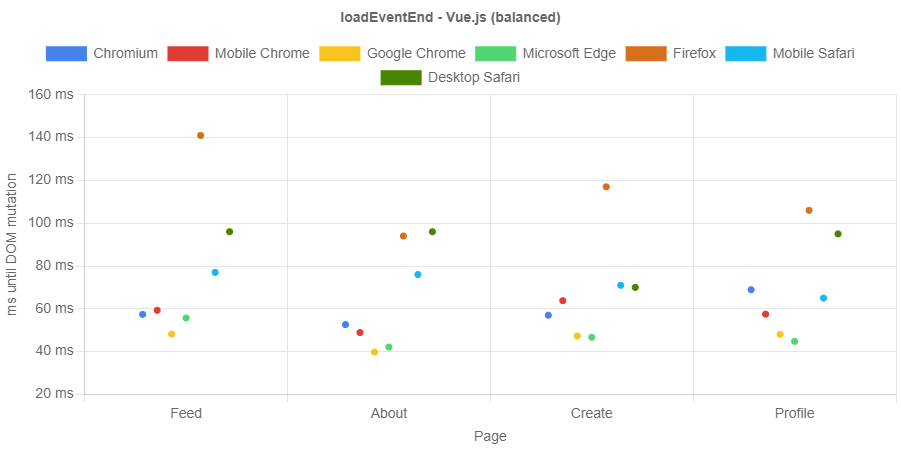 loadEventEnd - Vue.js (balanced)
Chromium Mobile Chrome Google Chrome Microsoft Edge Firefox Mobile Safari
Desktop Safari
160 ms
140 ms
120 ms
100 ms
80 ms
60 ms
40 ms
20 ms
ms until DOM mutation
Feed About Create Profile
Page